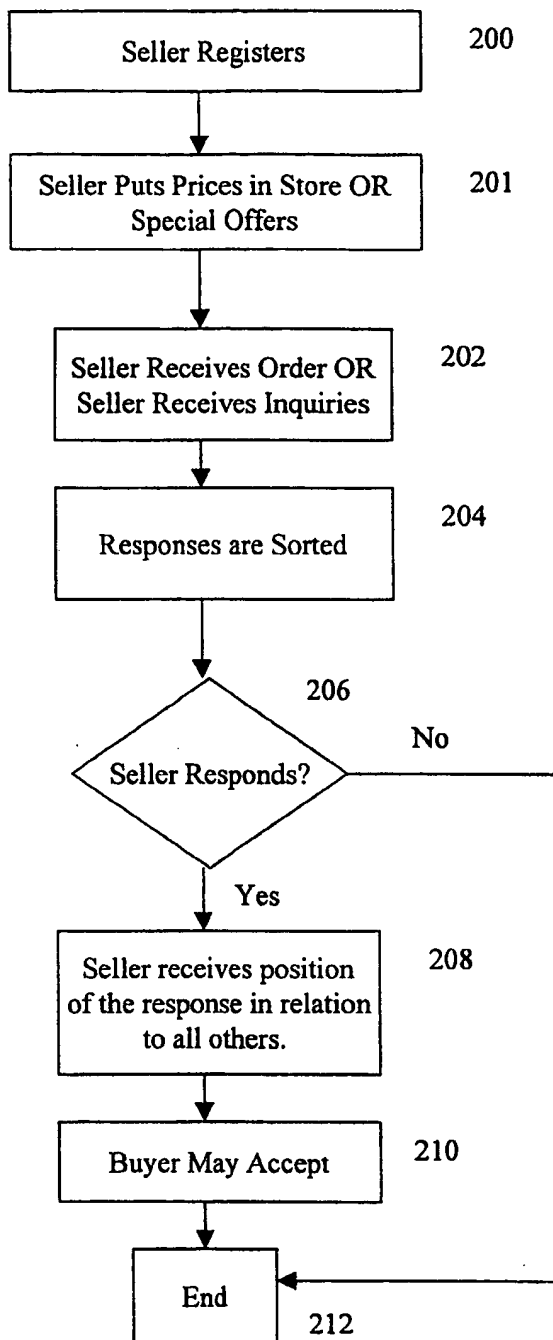 Seller Registers
200
Seller Puts Prices in Store OR
Special Offers
201
Seller Receives Order OR
Seller Receives Inquiries
202
Responses are Sorted
204
206
Seller Responds?
No
Yes
Seller receives position
of the response in relation
to all others.
208
Buyer May Accept
210
End
212